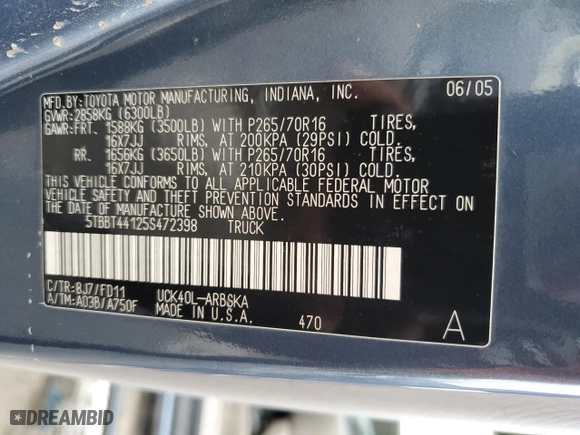 MFD.BY:TOYOTA MOTOR MANUFACTURING, INDIANA, INC. 06/05
GVWR:2858KG (6300LB)
GAWR:FRT. 1588KG (3500LB) WITH P265/70R16 TIRES,
16X7JJ RIMS, AT 200KPA (29PSI) COLD.
RR. 1656KG (3650LB) WITH P265/70R16 TIRES,
16X7JJ RIMS, AT 210KPA (30PSI) COLD.
THIS VEHICLE CONFORMS TO ALL APPLICABLE FEDERAL MOTOR
VEHICLE SAFETY AND THEFT PREVENTION STANDARDS IN EFFECT ON
THE DATE OF MANUFACTURE SHOWN ABOVE.
5TBBT44125S472398 TRUCK
C/TR:8J7/FD11 UCK40L-ARBSKA
A/TM:A03B/A750F MADE IN U.S.A. 470 A
DREAMBID